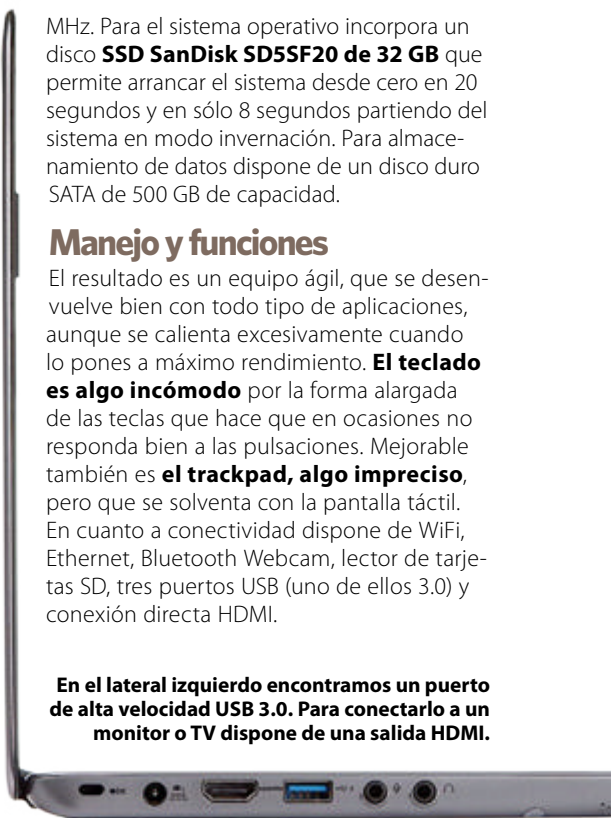 MHz. Para el sistema operativo incorpora un
disco SSD SanDisk SD5SF20 de 32 GB que
permite arrancar el sistema desde cero en 20
segundos y en sólo 8 segundos partiendo del
sistema en modo invernación. Para almace-
namiento de datos dispone de un disco duro
SATA de 500 GB de capacidad.
Manejo y funciones
El resultado es un equipo ágil, que se desen-
vuelve bien con todo tipo de aplicaciones,
aunque se calienta excesivamente cuando
lo pones a máximo rendimiento. El teclado
es algo incómodo por la forma alargada
de las teclas que hace que en ocasiones no
responda bien a las pulsaciones. Mejorable
también es el trackpad, algo impreciso,
pero que se solventa con la pantalla táctil.
En cuanto a conectividad dispone de WiFi,
Ethernet, Bluetooth Webcam, lector de tarje-
tas SD, tres puertos USB (uno de ellos 3.0) y
conexión directa HDMI.
En el lateral izquierdo encontramos un puerto
de alta velocidad USB 3.0. Para conectarlo a un
monitor o TV dispone de una salida HDMI.